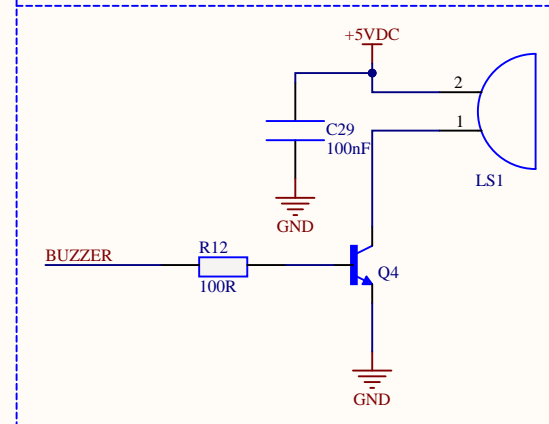 +5VDC
2
C29
100nF
1
LS1
GND
BUZZER
R12
100R
Q4
GND